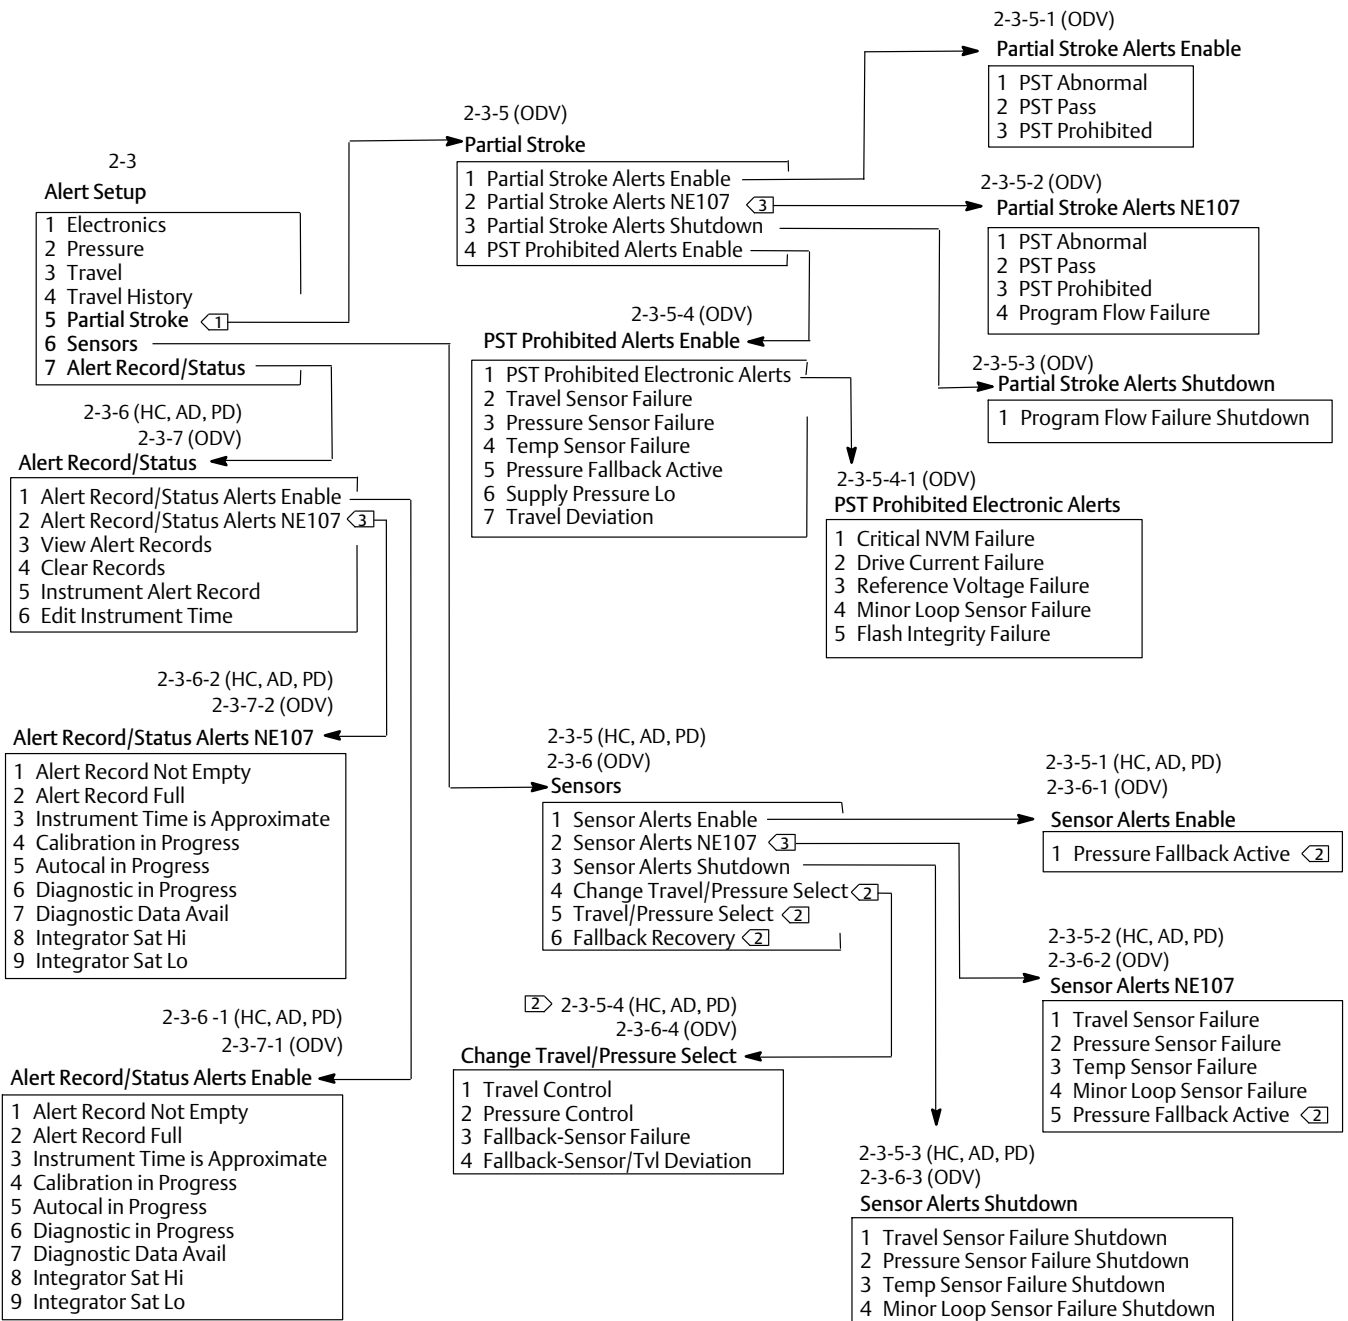 2-3
Alert Setup
1 Electronics
2 Pressure
3 Travel
4 Travel History
5 Partial Stroke 1
6 Sensors
7 Alert Record/Status
2-3-5 (ODV)
Partial Stroke
1 Partial Stroke Alerts Enable
2 Partial Stroke Alerts NE107 3
3 Partial Stroke Alerts Shutdown
4 PST Prohibited Alerts Enable
2-3-5-1 (ODV)
Partial Stroke Alerts Enable
1 PST Abnormal
2 PST Pass
3 PST Prohibited
2-3-5-2 (ODV)
Partial Stroke Alerts NE107
1 PST Abnormal
2 PST Pass
3 PST Prohibited
4 Program Flow Failure
2-3-5-3 (ODV)
Partial Stroke Alerts Shutdown
1 Program Flow Failure Shutdown
2-3-5-4 (ODV)
PST Prohibited Alerts Enable
1 PST Prohibited Electronic Alerts
2 Travel Sensor Failure
3 Pressure Sensor Failure
4 Temp Sensor Failure
5 Pressure Fallback Active
6 Supply Pressure Lo
7 Travel Deviation
2-3-5-4-1 (ODV)
PST Prohibited Electronic Alerts
1 Critical NVM Failure
2 Drive Current Failure
3 Reference Voltage Failure
4 Minor Loop Sensor Failure
5 Flash Integrity Failure
2-3-6 (HC, AD, PD)
2-3-7 (ODV)
Alert Record/Status
1 Alert Record/Status Alerts Enable
2 Alert Record/Status Alerts NE107 3
3 View Alert Records
4 Clear Records
5 Instrument Alert Record
6 Edit Instrument Time
2-3-6-2 (HC, AD, PD)
2-3-7-2 (ODV)
Alert Record/Status Alerts NE107
1 Alert Record Not Empty
2 Alert Record Full
3 Instrument Time is Approximate
4 Calibration in Progress
5 Autocal in Progress
6 Diagnostic in Progress
7 Diagnostic Data Avail
8 Integrator Sat Hi
9 Integrator Sat Lo
2-3-6 -1 (HC, AD, PD)
2-3-7-1 (ODV)
Alert Record/Status Alerts Enable
1 Alert Record Not Empty
2 Alert Record Full
3 Instrument Time is Approximate
4 Calibration in Progress
5 Autocal in Progress
6 Diagnostic in Progress
7 Diagnostic Data Avail
8 Integrator Sat Hi
9 Integrator Sat Lo
2-3-5 (HC, AD, PD)
2-3-6 (ODV)
Sensors
1 Sensor Alerts Enable
2 Sensor Alerts NE107 3
3 Sensor Alerts Shutdown
4 Change Travel/Pressure Select 2
5 Travel/Pressure Select 2
6 Fallback Recovery 2
2 2-3-5-4 (HC, AD, PD)
2-3-6-4 (ODV)
Change Travel/Pressure Select
1 Travel Control
2 Pressure Control
3 Fallback-Sensor Failure
4 Fallback-Sensor/Tvl Deviation
2-3-5-1 (HC, AD, PD)
2-3-6-1 (ODV)
Sensor Alerts Enable
1 Pressure Fallback Active 2
2-3-5-2 (HC, AD, PD)
2-3-6-2 (ODV)
Sensor Alerts NE107
1 Travel Sensor Failure
2 Pressure Sensor Failure
3 Temp Sensor Failure
4 Minor Loop Sensor Failure
5 Pressure Fallback Active 2
2-3-5-3 (HC, AD, PD)
2-3-6-3 (ODV)
Sensor Alerts Shutdown
1 Travel Sensor Failure Shutdown
2 Pressure Sensor Failure Shutdown
3 Temp Sensor Failure Shutdown
4 Minor Loop Sensor Failure Shutdown